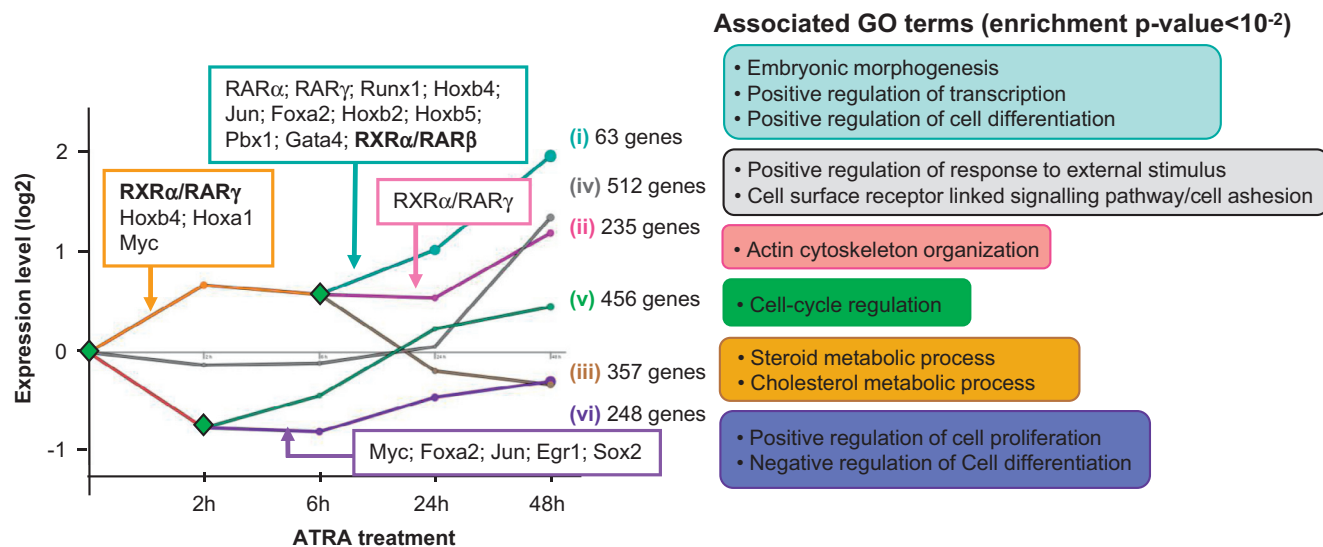 Associated GO terms (enrichment p-value<10-2)
RARα; RARγ; Runx1; Hoxb4;
Jun; Foxa2; Hoxb2; Hoxb5;
Pbx1; Gata4; RXRα/RARβ
RXRα/RARγ
Hoxb4; Hoxa1
Myc
RXRα/RARγ
Myc; Foxa2; Jun; Egr1; Sox2
(i) 63 genes
(iv) 512 genes
(ii) 235 genes
(v) 456 genes
(iii) 357 genes
(vi) 248 genes
Expression level (log2)
2
1
0
-1
2h
6h
24h
48h
2h
6h
24h
48h
ATRA treatment
• Embryonic morphogenesis
• Positive regulation of transcription
• Positive regulation of cell differentiation
• Positive regulation of response to external stimulus
• Cell surface receptor linked signalling pathway/cell ashesion
• Actin cytoskeleton organization
• Cell-cycle regulation
• Steroid metabolic process
• Cholesterol metabolic process
• Positive regulation of cell proliferation
• Negative regulation of Cell differentiation